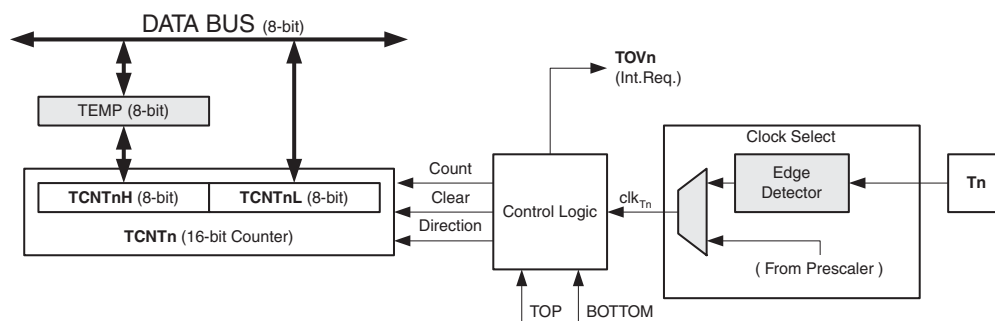 DATA BUS (8-bit)
TOVn
(Int.Req.)
TEMP (8-bit)
Clock Select
TCNTnH (8-bit) TCNTnL (8-bit)
TCNTn (16-bit Counter)
Count
Clear
Direction
Control Logic
clkTn
Edge
Detector
Tn
( From Prescaler )
TOP
BOTTOM